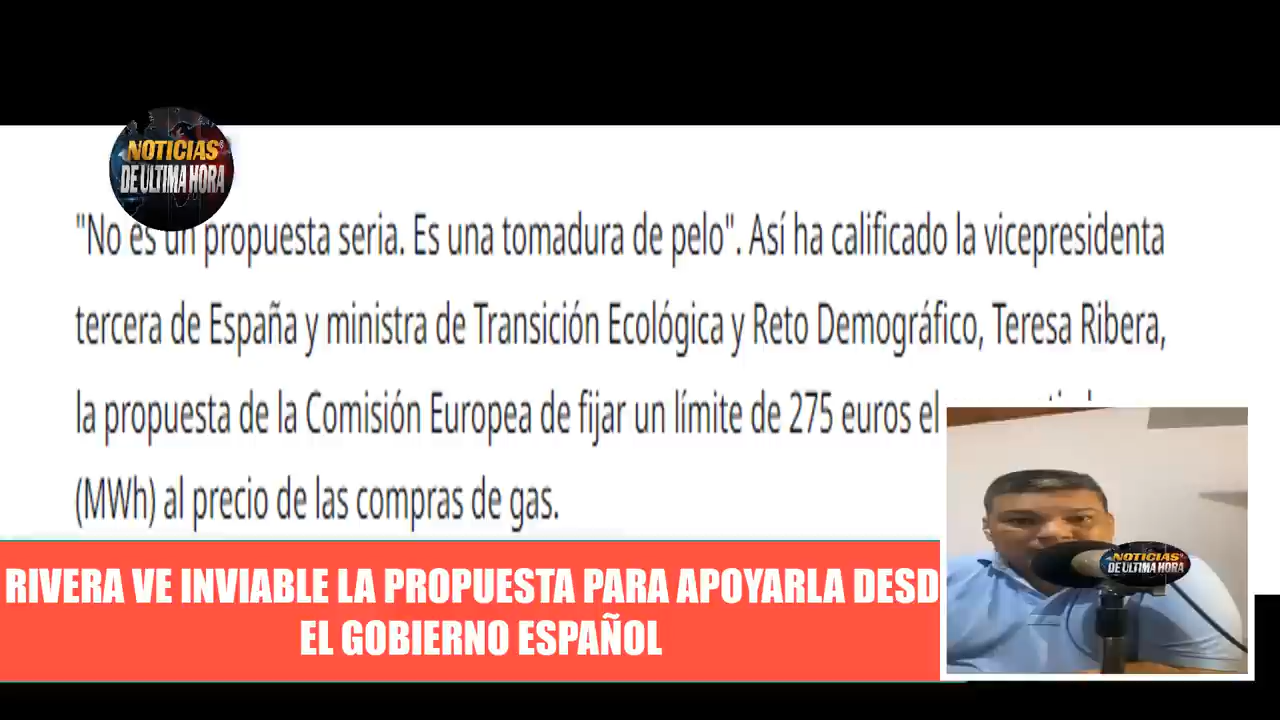 NOTICIAS
DE ULTIMA HORA
"No es un propuesta seria. Es una tomadura de pelo". Así ha calificado la vicepresidenta
tercera de España y ministra de Transición Ecológica y Reto Demográfico, Teresa Ribera,
la propuesta de la Comisión Europea de fijar un límite de 275 euros el
(MWh) al precio de las compras de gas.
NOTICIAS
DE ULTIMA HORA
RIVERA VE INVIABLE LA PROPUESTA PARA APOYARLA DESD
EL GOBIERNO ESPAÑOL